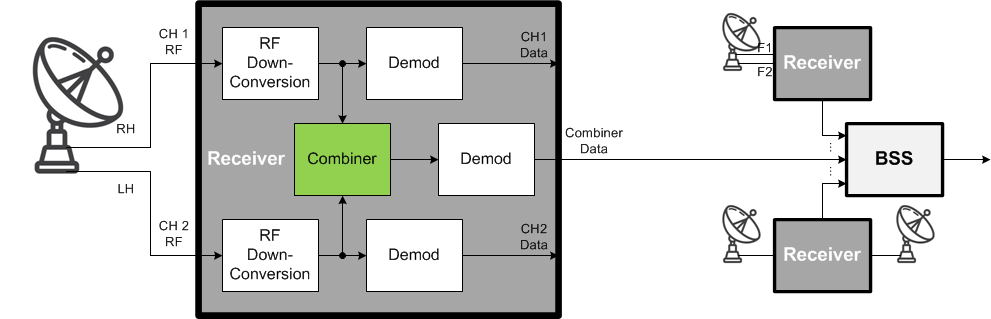 CH 1
RF
RH
LH
CH 2
RF
RF
Down-
Conversion
Demod
CH1
Data
Receiver
Combiner
Demod
Combiner
Data
RF
Down-
Conversion
Demod
CH2
Data
F1
F2
Receiver
BSS
Receiver